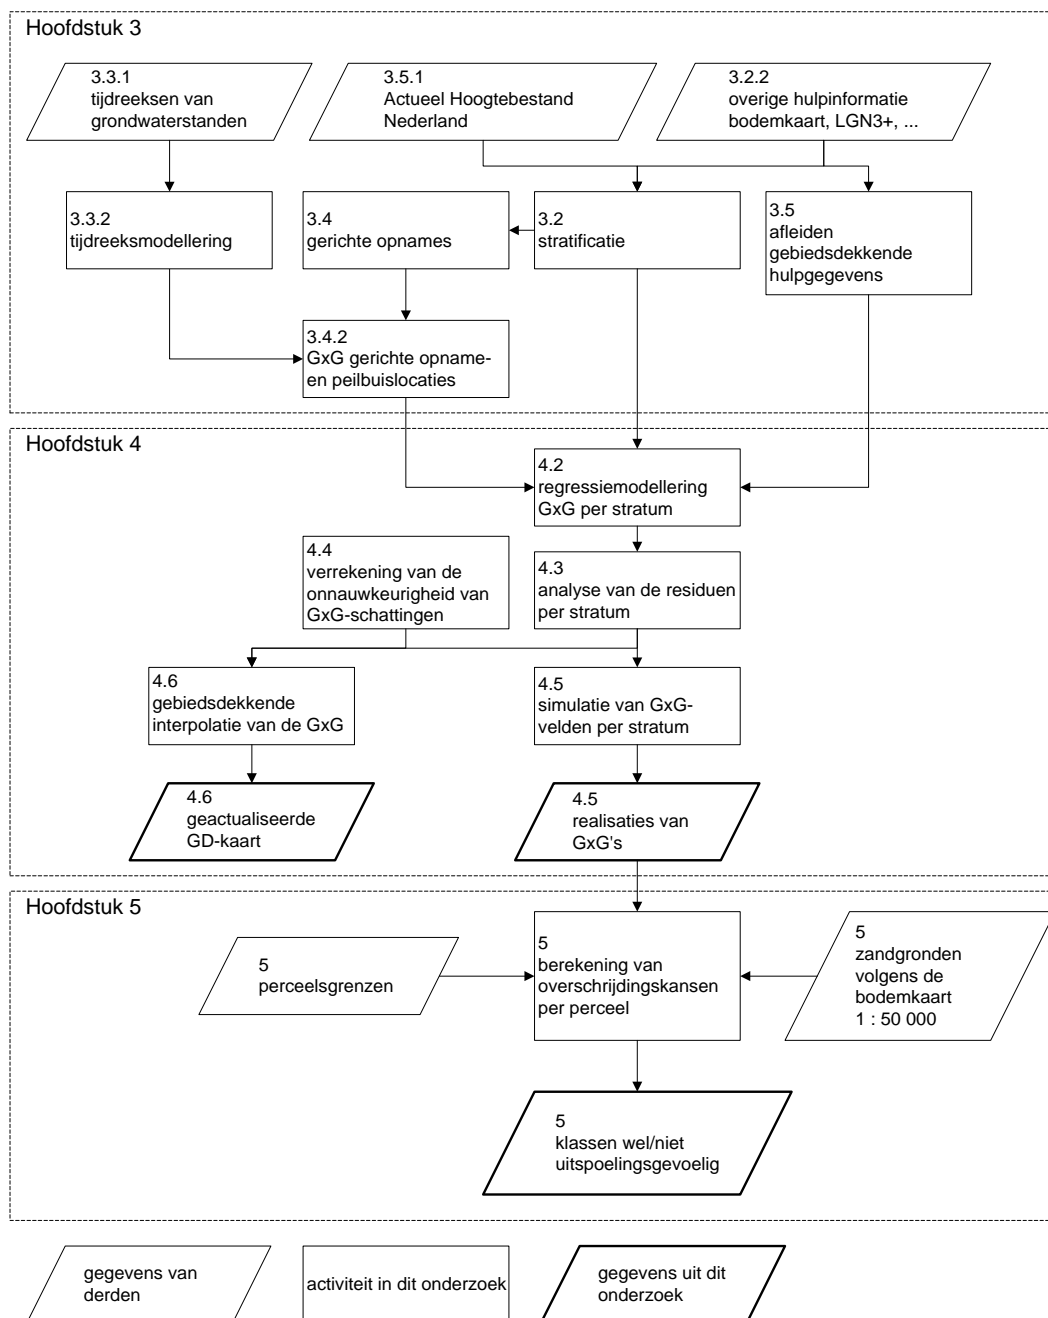 Hoofdstuk 3
3.3.1
tijdreeksen van
grondwaterstanden
3.5.1
Actueel Hoogtebestand
Nederland
3.2.2
overige hulpinformatie
bodemkaart, LGN3+, ...
3.3.2
tijdreeksmodellering
3.4
gerichte opnames
3.2
stratificatie
3.5
afleiden
gebiedsdekkende
hulpgegevens
3.4.2
GxG gerichte opname-
en peilbuislocaties
Hoofdstuk 4
4.2
regressiemodellering
GxG per stratum
4.4
verrekening van de
onnauwkeurigheid van
GxG-schattingen
4.3
analyse van de residuen
per stratum
4.6
gebiedsdekkende
interpolatie van de GxG
4.5
simulatie van GxG-
velden per stratum
4.6
geactualiseerde
GD-kaart
4.5
realisaties van
GxG's
Hoofdstuk 5
5
perceelsgrenzen
5
berekening van
overschrijdingskansen
per perceel
5
zandgronden
volgens de
bodemkaart
1 : 50 000
5
klassen wel/niet
uitspoelingsgevoelig
gegevens van
derden
activiteit in dit onderzoek
gegevens uit dit
onderzoek